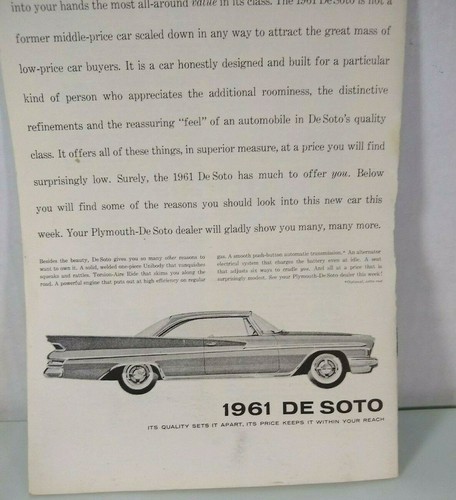 into your hands the most all-around value in its class. The 1961 De Soto is not a
former middle-price car scaled down in any way to attract the great mass of
low-price car buyers. It is a car honestly designed and built for a particular
kind of person who appreciates the additional roominess, the distinctive
refinements and the reassuring "feel" of an automobile in De Soto's quality
class. It offers all of these things, in superior measure, at a price you will find
surprisingly low. Surely, the 1961 De Soto has much to offer you. Below
you will find some of the reasons you should look into this new car this
week. Your Plymouth-De Soto dealer will gladly show you many, many more.
Besides the beauty, De Soto gives you so many other reasons to
want to own it. A solid, welded one-piece Unibody that vanquishes
squeaks and rattles. Torsion-Aire Ride that skims you along the
road. A powerful engine that puts out at high efficiency on regular
gas. A smooth push-button automatic transmission.* An alternator
electrical system that charges the battery even at idle. A seat
that adjusts six ways to cradle you. And all at a price that is
surprisingly modest. See your Plymouth-De Soto dealer this week!
1961 DE SOTO
ITS QUALITY SETS IT APART, ITS PRICE KEEPS IT WITHIN YOUR REACH